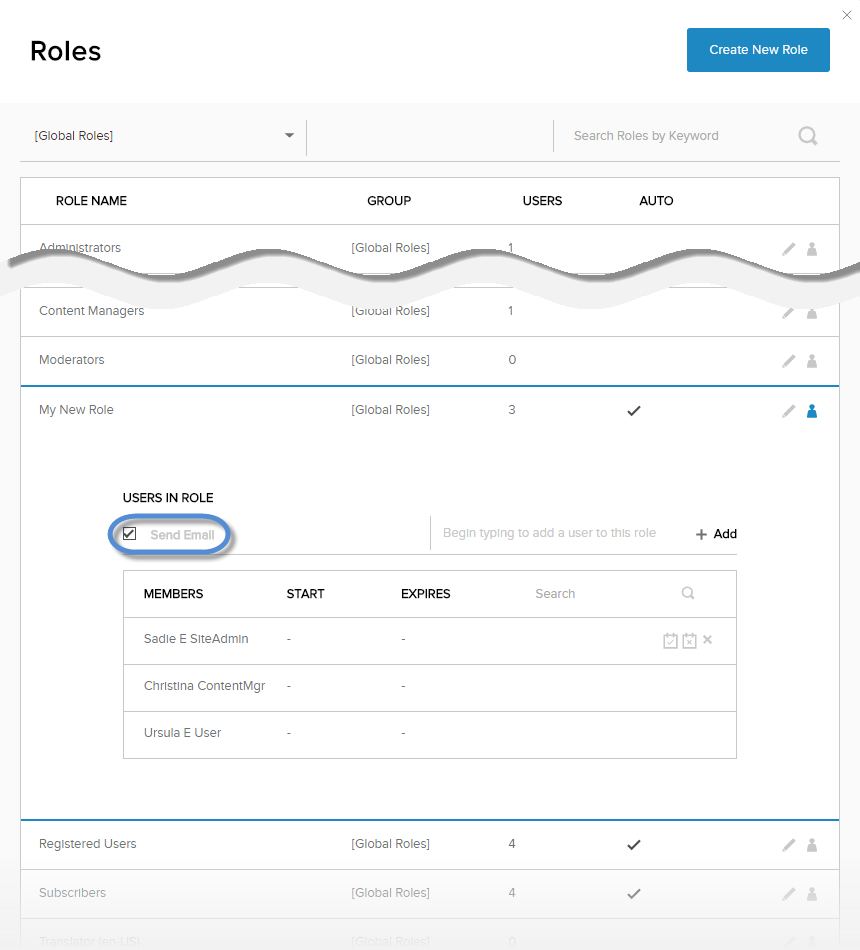 Roles
Create New Role
[Global Roles]
Search Roles by Keyword
ROLE NAME GROUP USERS AUTO
Administrators [Global Roles] 1
Content Managers [Global Roles] 1
Moderators [Global Roles] 0
My New Role [Global Roles] 3
USERS IN ROLE
Send Email Begin typing to add a user to this role + Add
MEMBERS START EXPIRES Search
Sadie E SiteAdmin - -
Christina ContentMgr - -
Ursula E User - -
Registered Users [Global Roles] 4
Subscribers [Global Roles] 4
Translator (en-US) [Global Roles] 0